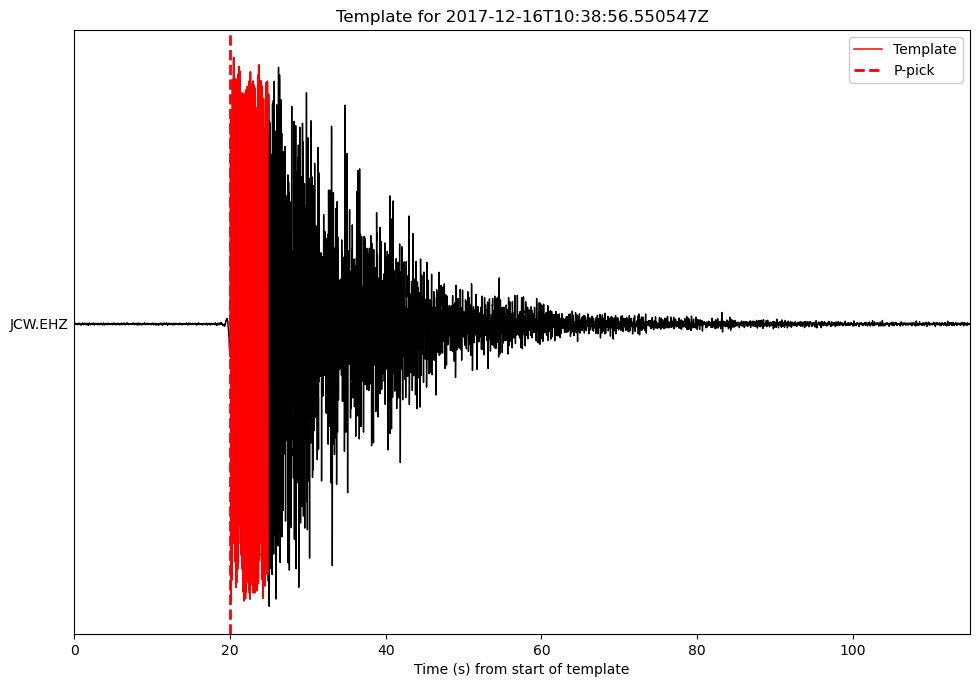 Template for 2017-12-16T10:38:56.550547Z
Template
P-pick
JCW.EHZ
0 20 40 60 80 100
Time (s) from start of template